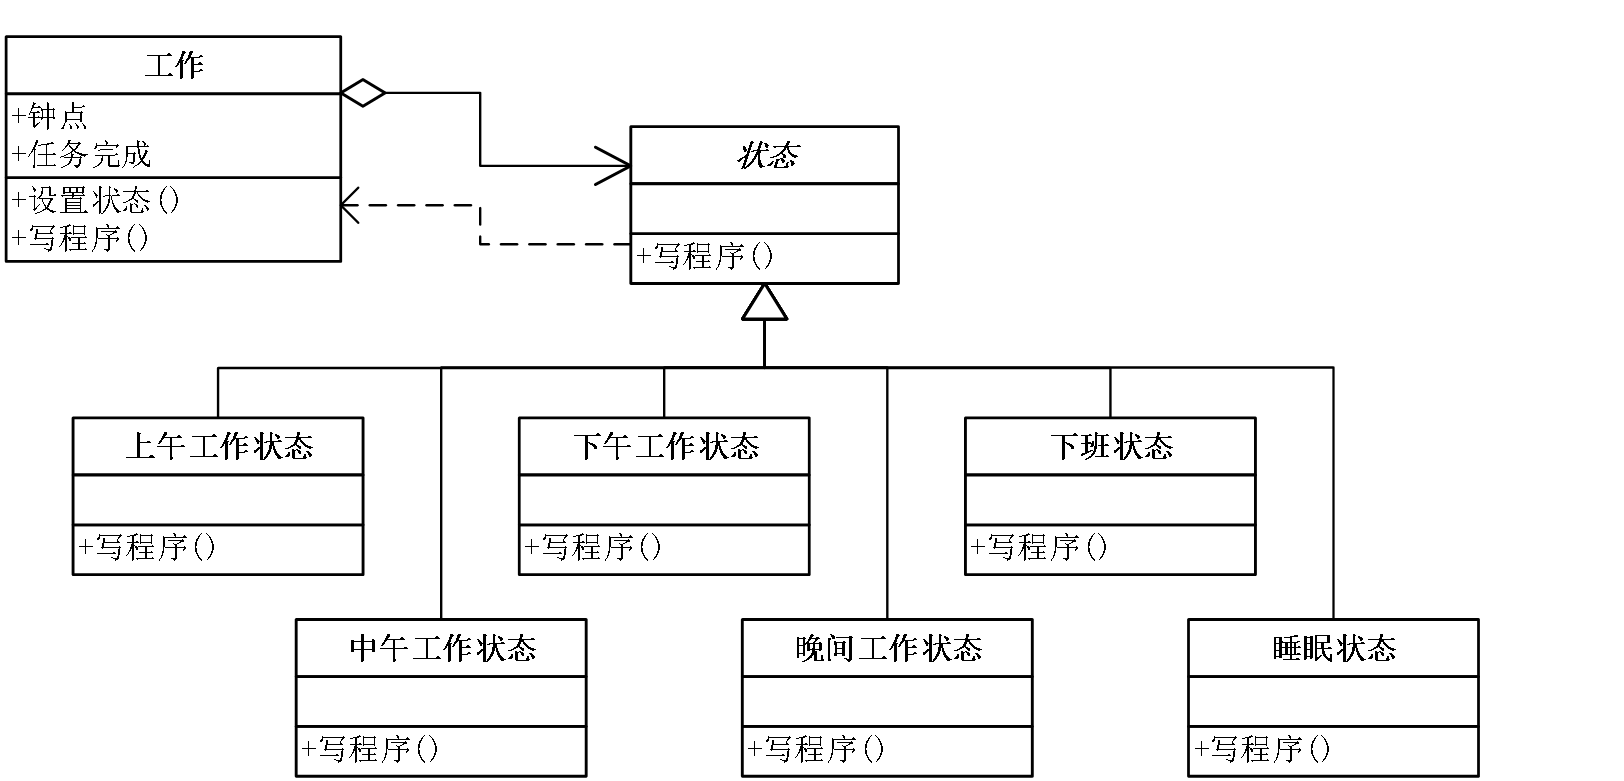 工作
+钟点
+任务完成
+设置状态()
+写程序()
状态
+写程序()
上午工作状态
+写程序()
下午工作状态
+写程序()
下班状态
+写程序()
中午工作状态
+写程序()
晚间工作状态
+写程序()
睡眠状态
+写程序()